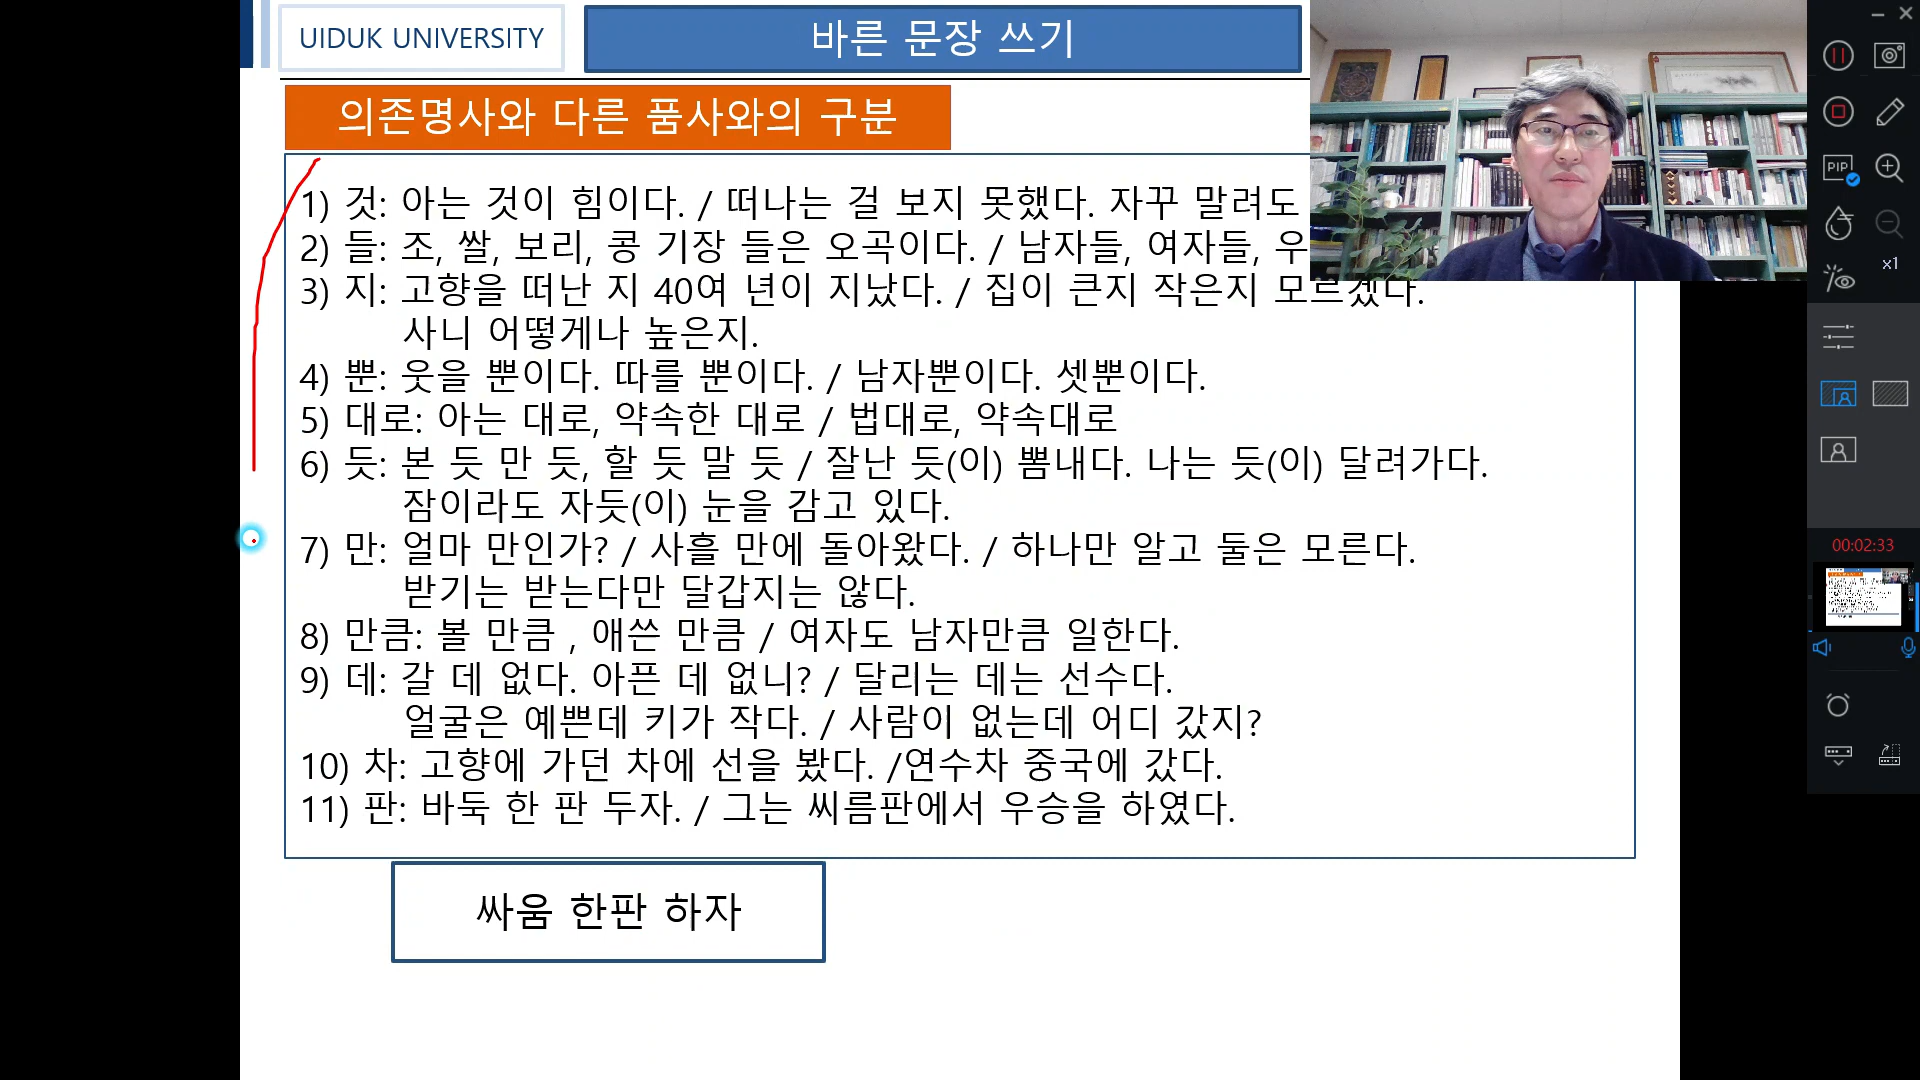 UIDUK UNIVERSITY
바른 문장 쓰기
의존명사와 다른 품사와의 구분
1) 것: 아는 것이 힘이다. / 떠나는 걸 보지 못했다. 자꾸 말려도
2) 들: 조, 쌀, 보리, 콩 기장 들은 오곡이다. / 남자들, 여자들, 우
3) 지: 고향을 떠난 지 40여 년이 지났다. / 집이 큰지 작은지 모르겠다.
사니 어떻게나 높은지.
4) 뿐: 웃을 뿐이다. 따를 뿐이다. / 남자뿐이다. 셋뿐이다.
5) 대로: 아는 대로, 약속한 대로 / 법대로, 약속대로
6) 듯: 본 듯 만 듯, 할 듯 말 듯 / 잘난 듯(이) 뽐내다. 나는 듯(이) 달려가다.
잠이라도 자듯(이) 눈을 감고 있다.
7) 만: 얼마 만인가? / 사흘 만에 돌아왔다. / 하나만 알고 둘은 모른다.
받기는 받는다만 달갑지는 않다.
8) 만큼: 볼 만큼 , 애쓴 만큼 / 여자도 남자만큼 일한다.
9) 데: 갈 데 없다. 아픈 데 없니? / 달리는 데는 선수다.
얼굴은 예쁜데 키가 작다. / 사람이 없는데 어디 갔지?
10) 차: 고향에 가던 차에 선을 봤다. /연수차 중국에 갔다.
11) 판: 바둑 한 판 두자. / 그는 씨름판에서 우승을 하였다.
싸움 한판 하자
PIP
x1
00:02:33